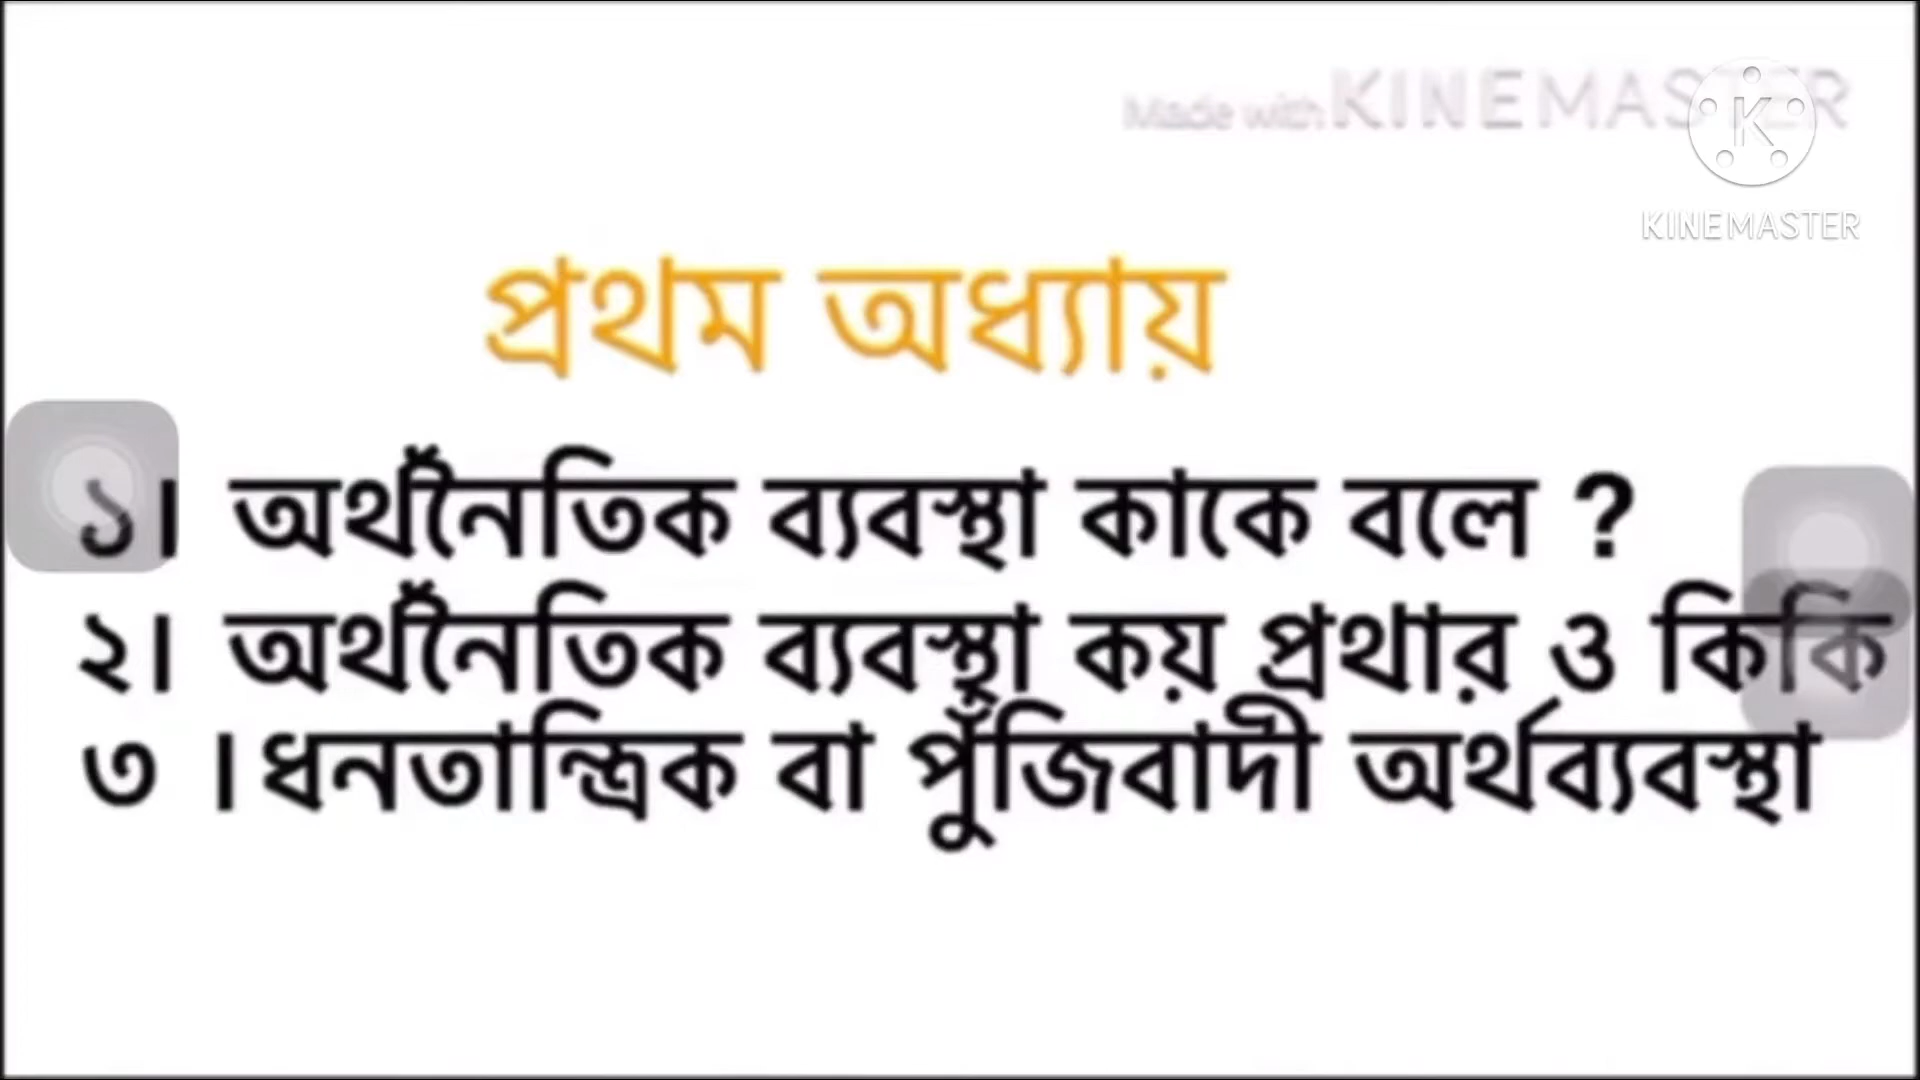 Made with KINEMASTER
K
KINEMASTER
প্রথম অধ্যায়
১। অর্থনৈতিক ব্যবস্থা কাকে বলে ?
২। অর্থনৈতিক ব্যবস্থা কয় প্রথার ও কিকি
৩ । ধনতান্ত্রিক বা পুঁজিবাদী অর্থব্যবস্থা